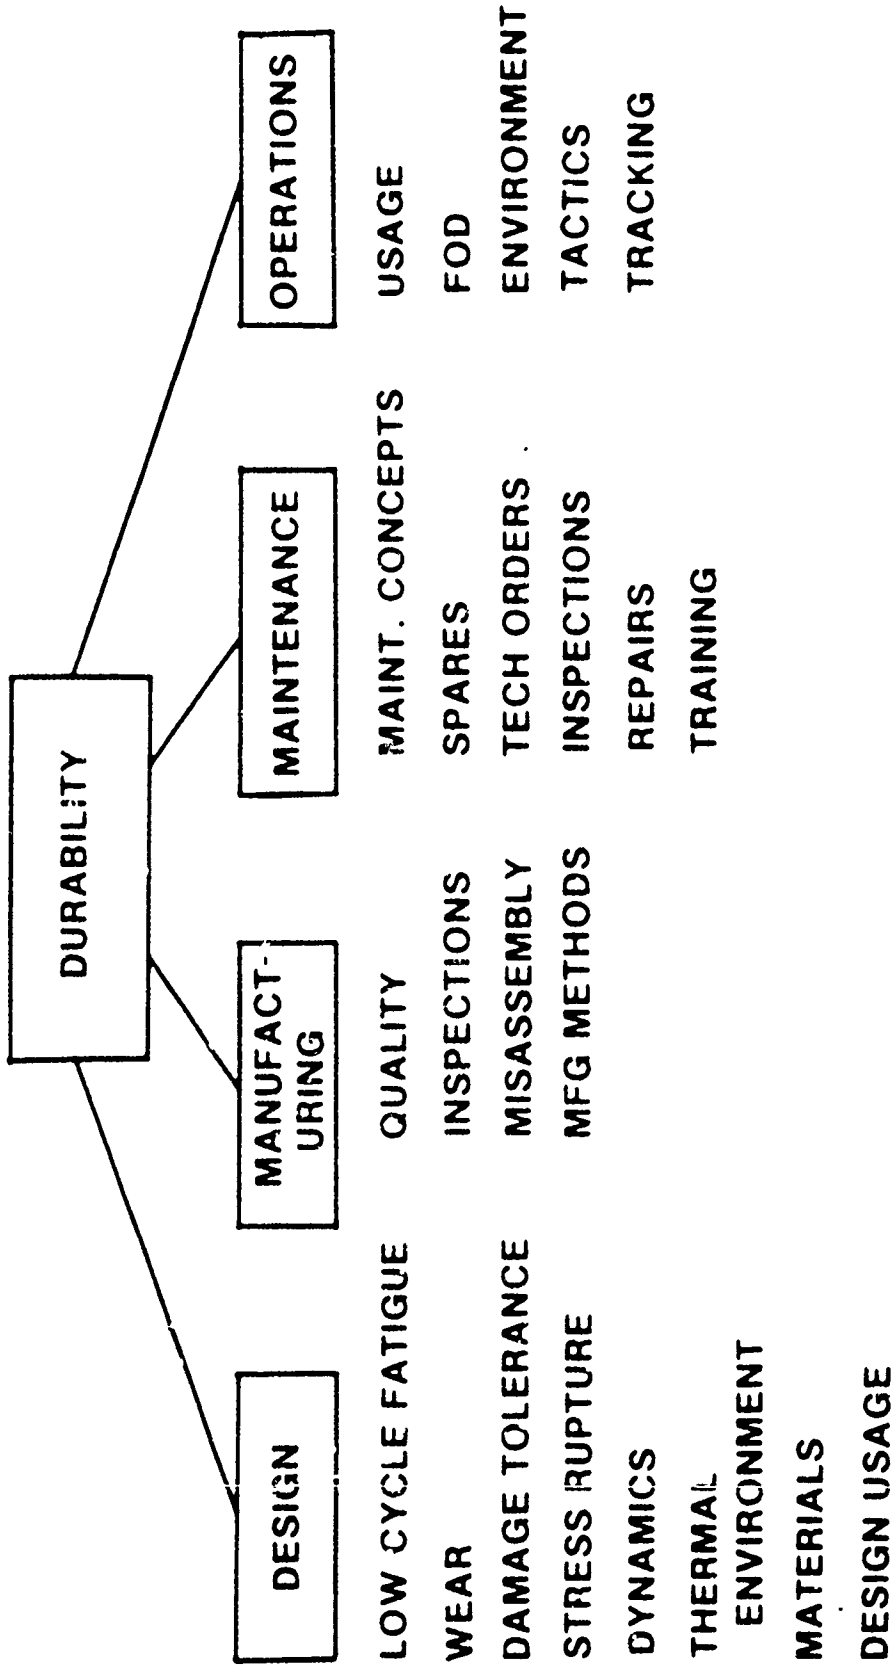 DURABILITY
DESIGN
LOW CYCLE FATIGUE
WEAR
DAMAGE TOLERANCE
STRESS RUPTURE
DYNAMICS
THERMAL
ENVIRONMENT
MATERIALS
DESIGN USAGE
MANUFACT-
URING
QUALITY
INSPECTIONS
MISASSEMBLY
MFG METHODS
MAINTENANCE
MAINT. CONCEPTS
SPARES
TECH ORDERS
INSPECTIONS
REPAIRS
TRAINING
OPERATIONS
USAGE
FOD
ENVIRONMENT
TACTICS
TRACKING